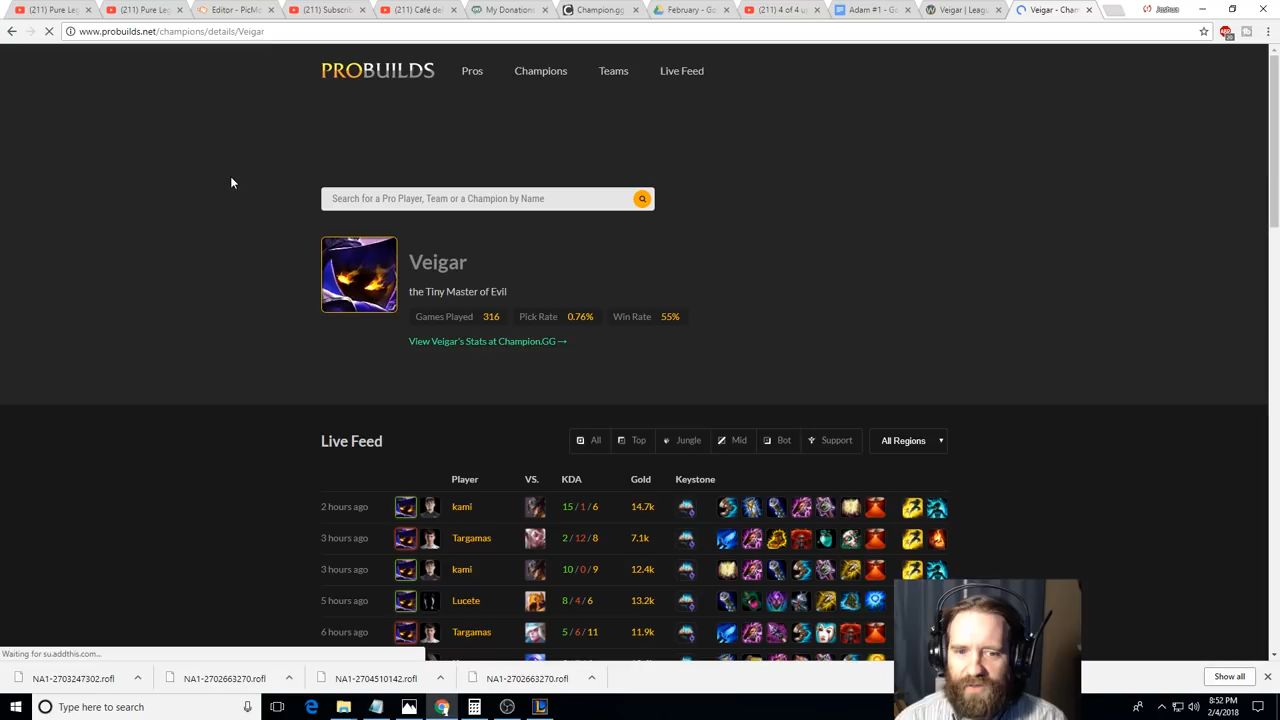 (211) Pure Leg
(211) Pure Leg
Editor - PicMo
(211) Subscrib
(211) Café de
My Donations
Champion.gg
February - Go
(211) 4 of 4 u
Adam #1 - Go
Veigar | Leagu
Veigar - Cham
Joshua
www.probuilds.net/champions/details/Veigar
PROBUILDS Pros Champions Teams Live Feed
Search for a Pro Player, Team or a Champion by Name
Veigar
the Tiny Master of Evil
Games Played 316 Pick Rate 0.76% Win Rate 55%
View Veigar's Stats at Champion.GG →
Live Feed All Top Jungle Mid Bot Support All Regions
Player VS. KDA Gold Keystone
2 hours ago kami 15 / 1 / 6 14.7k
3 hours ago Targamas 2 / 12 / 8 7.1k
3 hours ago kami 10 / 0 / 9 12.4k
5 hours ago Lucete 8 / 4 / 6 13.2k
6 hours ago Targamas 5 / 6 / 11 11.9k
Waiting for su.addthis.com...
NA1-2703247302.rofl NA1-2702663270.rofl NA1-2704510142.rofl NA1-2702663270.rofl Show all
Type here to search
8:52 PM
2/4/2018